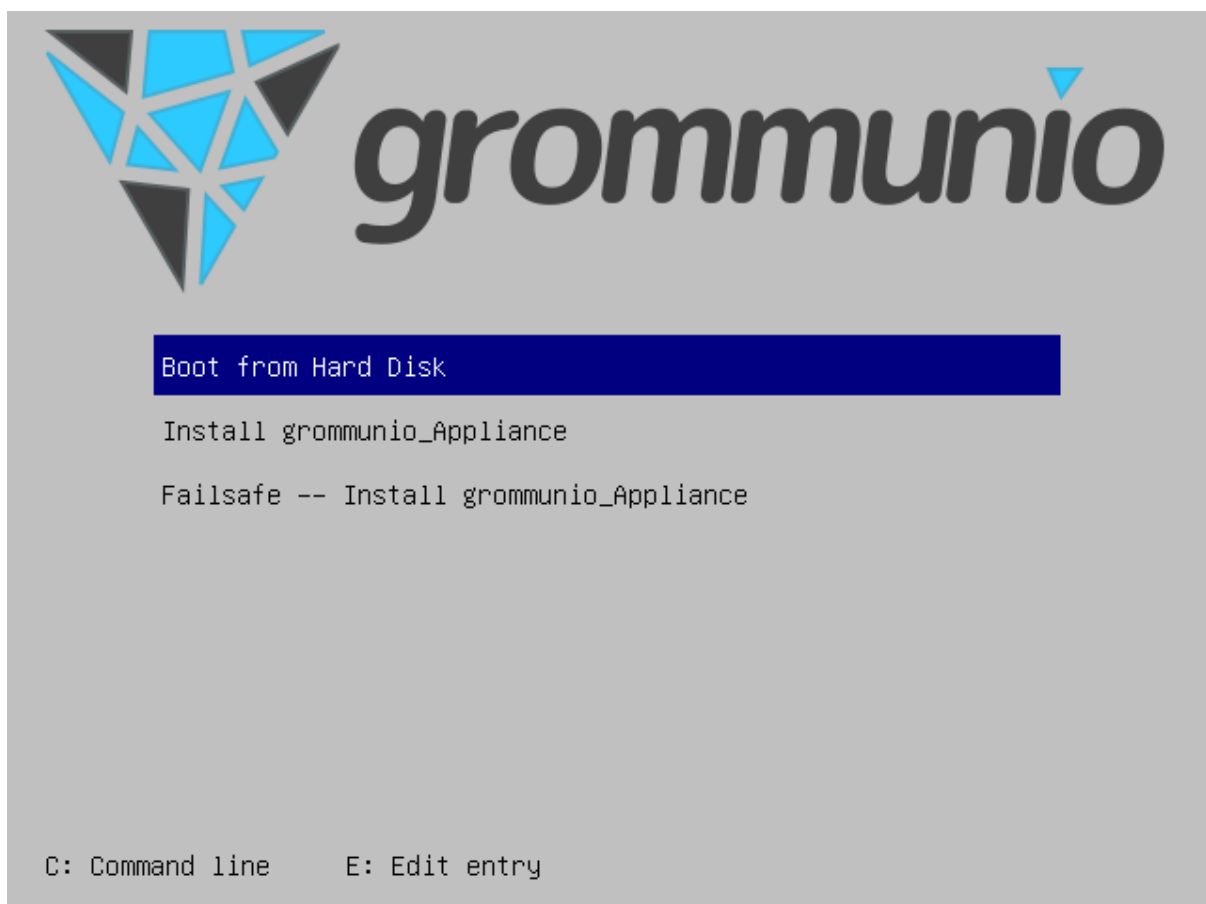 grommunio
Boot from Hard Disk
Install grommunio_Appliance
Failsafe -- Install grommunio_Appliance
C: Command line E: Edit entry